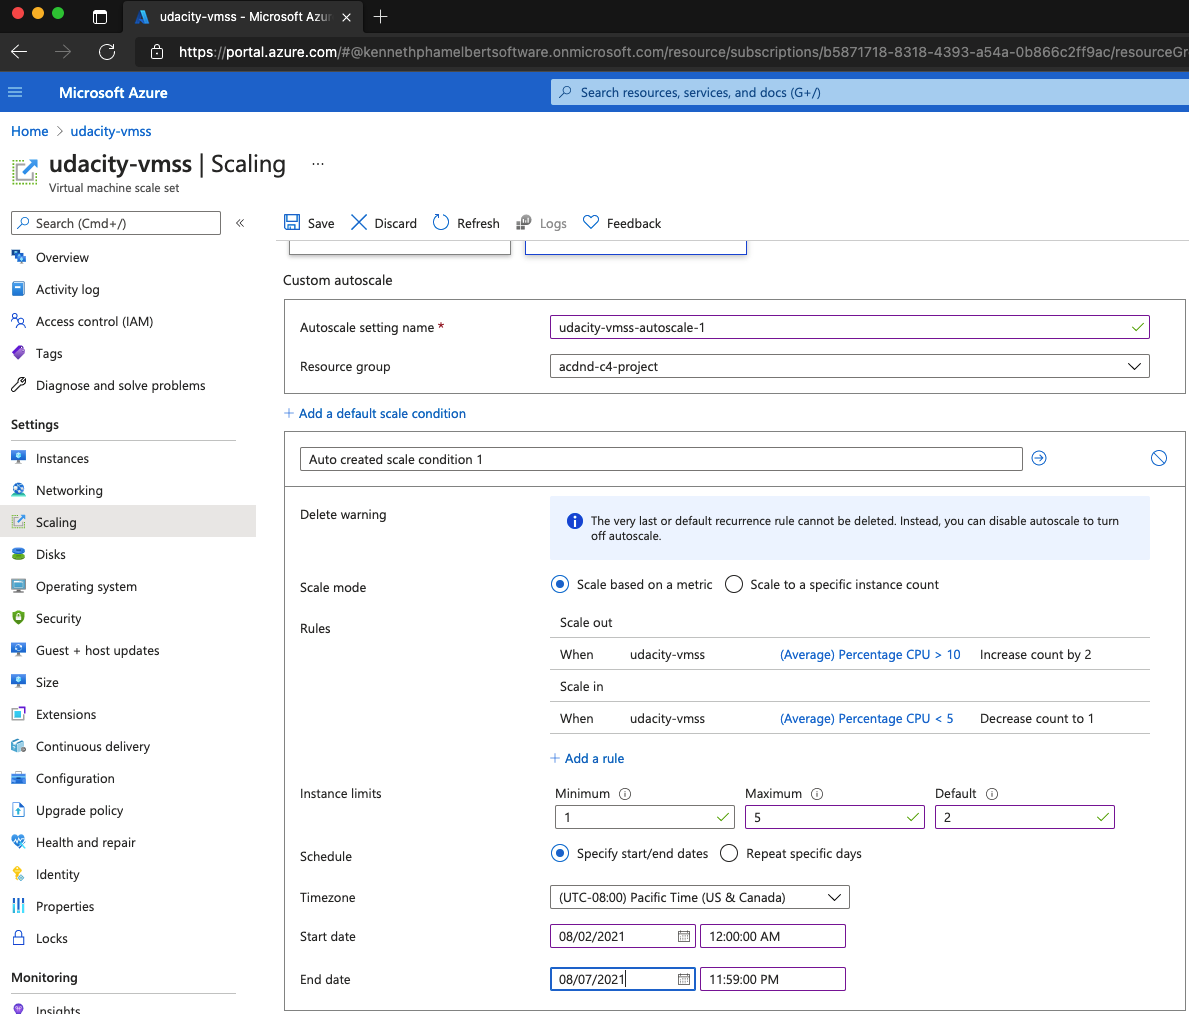 udacity-vmss - Microsoft Azur
https://portal.azure.com/#@kennethphamelbertsoftware.onmicrosoft.com/resource/subscriptions/b5871718-8318-4393-a54a-0b866c2ff9ac/resourceGr
Microsoft Azure
Search resources, services, and docs (G+/)
Home > udacity-vmss
udacity-vmss | Scaling ...
Virtual machine scale set
Search (Cmd+/) «
Save Discard Refresh Logs Feedback
Overview
Activity log
Access control (IAM)
Tags
Diagnose and solve problems
Settings
Instances
Networking
Scaling
Disks
Operating system
Security
Guest + host updates
Size
Extensions
Continuous delivery
Configuration
Upgrade policy
Health and repair
Identity
Properties
Locks
Monitoring
Insights
Custom autoscale
Autoscale setting name * udacity-vmss-autoscale-1
Resource group acdnd-c4-project
+ Add a default scale condition
Auto created scale condition 1
Delete warning
The very last or default recurrence rule cannot be deleted. Instead, you can disable autoscale to turn
off autoscale.
Scale mode Scale based on a metric Scale to a specific instance count
Rules
Scale out
When udacity-vmss (Average) Percentage CPU > 10 Increase count by 2
Scale in
When udacity-vmss (Average) Percentage CPU < 5 Decrease count to 1
+ Add a rule
Instance limits
Minimum Maximum Default
1 5 2
Schedule Specify start/end dates Repeat specific days
Timezone (UTC-08:00) Pacific Time (US & Canada)
Start date 08/02/2021 12:00:00 AM
End date 08/07/2021 11:59:00 PM